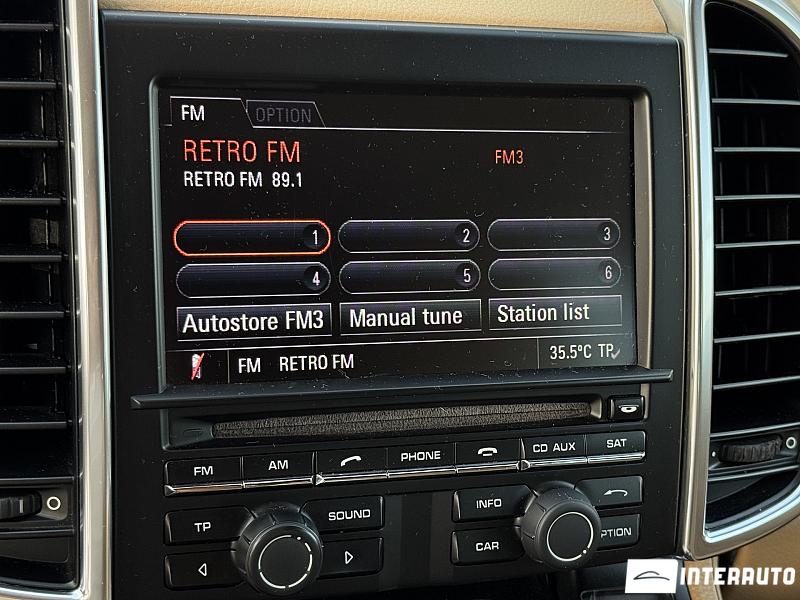 FM OPTION
RETRO FM FM3
RETRO FM 89.1
1 2 3
4 5 6
Autostore FM3 Manual tune Station list
FM RETRO FM 35.5°C TP
FM AM PHONE CD AUX SAT
TP SOUND INFO
CAR OPTION
INTERAUTO